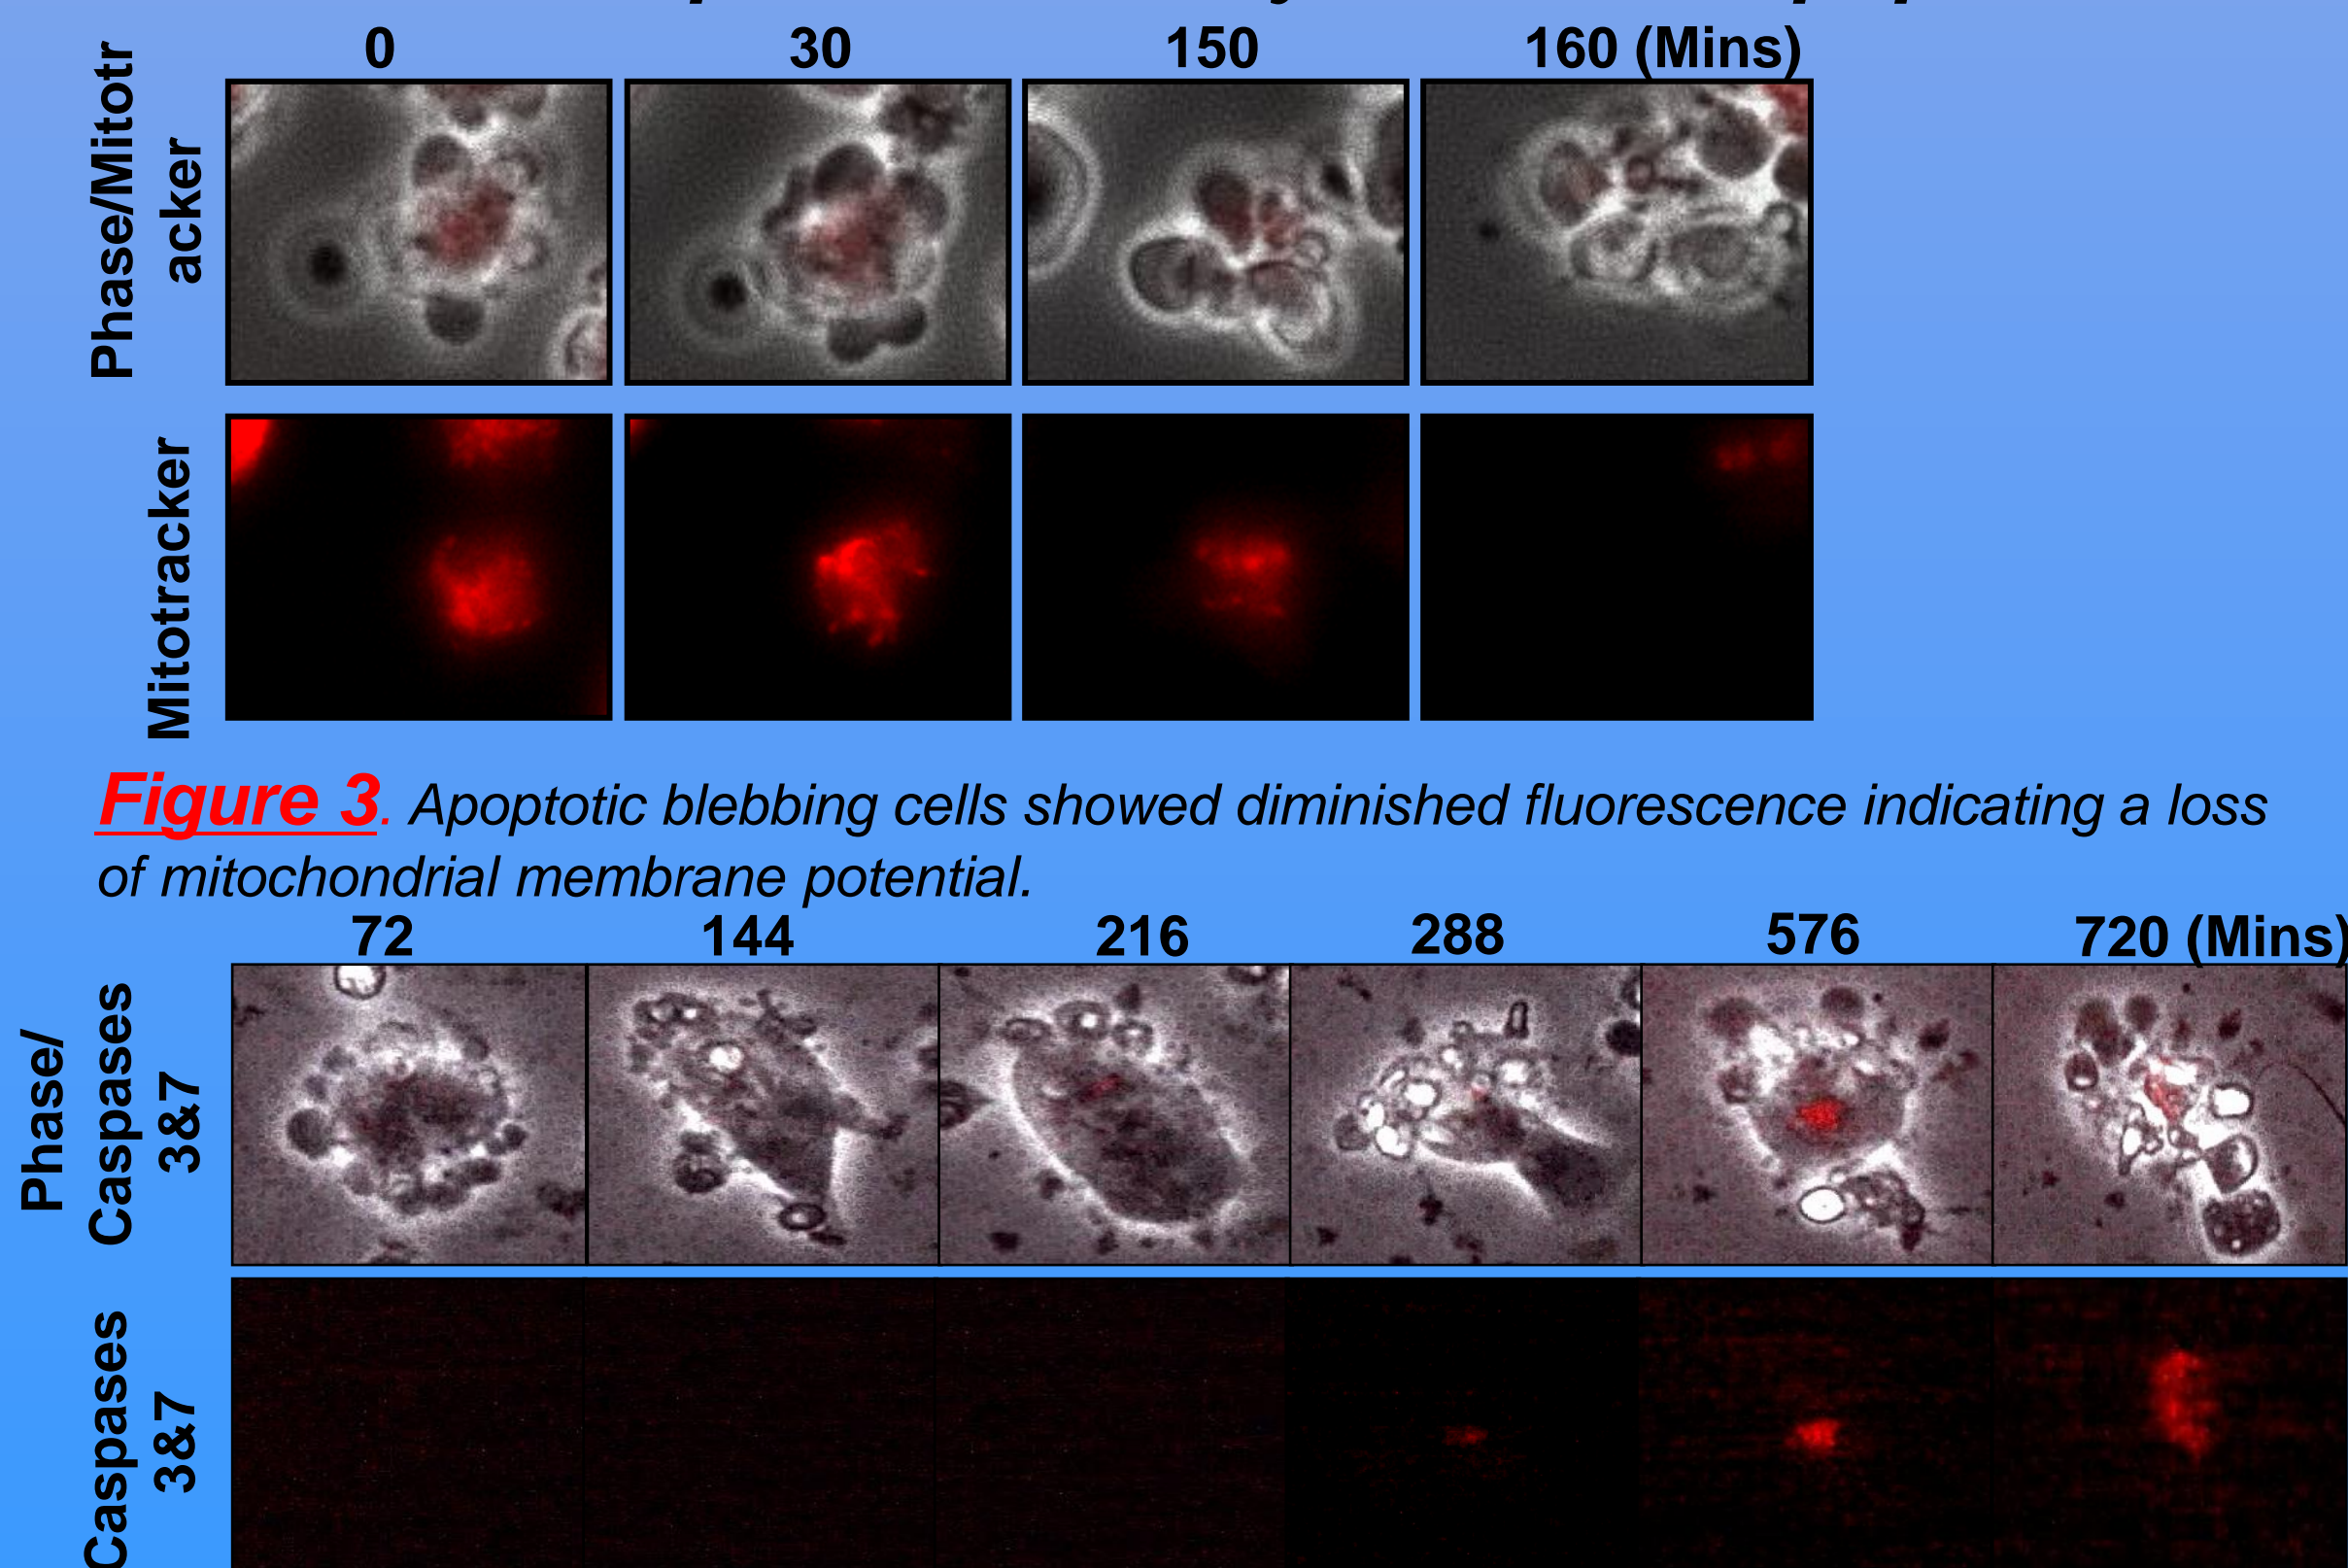 0 30 150 160 (Mins)
Phase/Mitotr
acker
Mitotracker
Figure 3. Apoptotic blebbing cells showed diminished fluorescence indicating a loss
of mitochondrial membrane potential.
72 144 216 288 576 720 (Mins)
Phase/
Caspases
3&7
Caspases
3&7